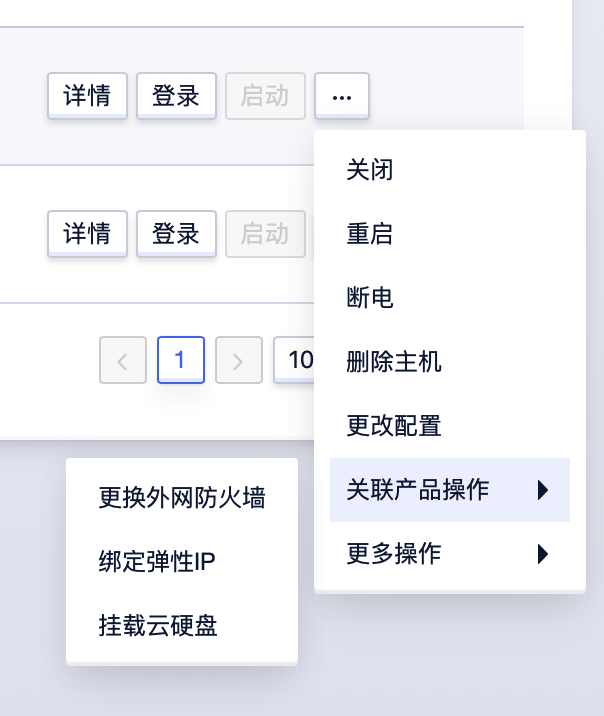 详情 登录 启动 ...
关闭
重启
详情 登录 启动
断电
1 10
删除主机
更改配置
关联产品操作
更多操作
更换外网防火墙
绑定弹性IP
挂载云硬盘